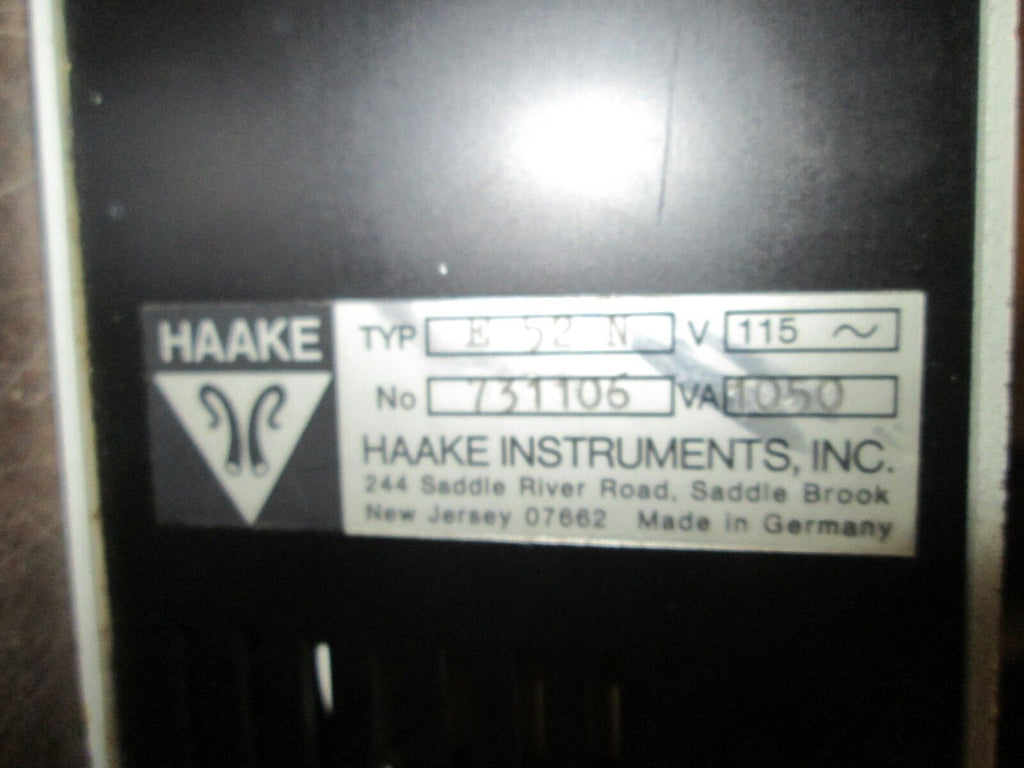 HAAKE
TYP E 52 N V 115 ~
No 731106 VA 1050
HAAKE INSTRUMENTS, INC.
244 Saddle River Road, Saddle Brook
New Jersey 07662 Made in Germany